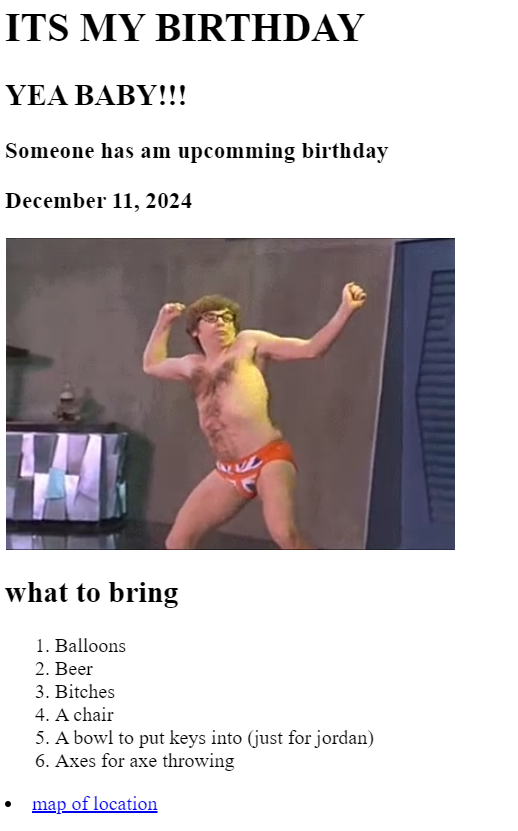 ITS MY BIRTHDAY
YEA BABY!!!
Someone has am upcomming birthday
December 11, 2024
what to bring
1. Balloons
2. Beer
3. Bitches
4. A chair
5. A bowl to put keys into (just for jordan)
6. Axes for axe throwing
• map of location